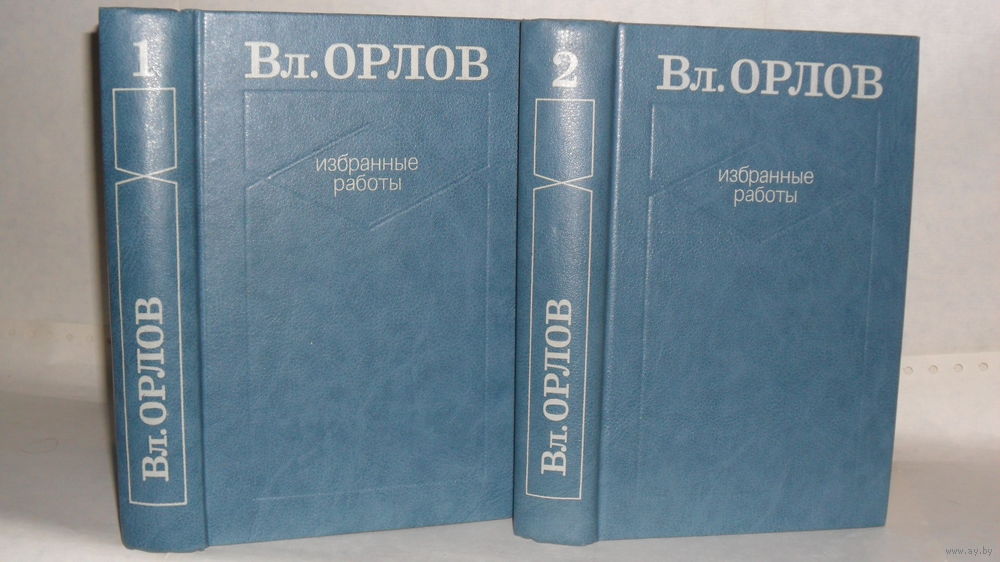 1
Вл. ОРЛОВ
Вл. ОРЛОВ
избранные
работы
2
Вл. ОРЛОВ
Вл. ОРЛОВ
избранные
работы
www.ay.by